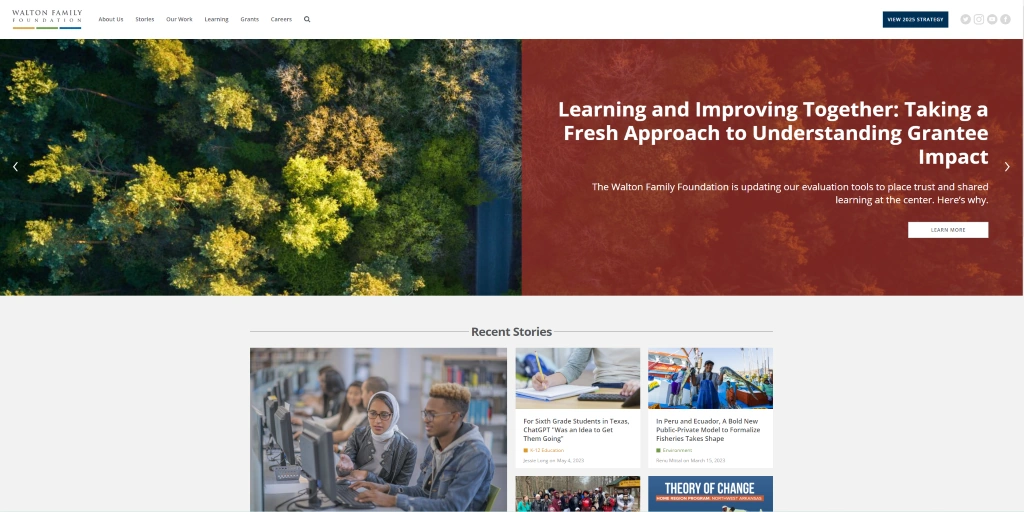 WALTON FAMILY
FOUNDATION
About Us
Stories
Our Work
Learning
Grants
Careers
VIEW 2025 STRATEGY
Learning and Improving Together: Taking a
Fresh Approach to Understanding Grantee
Impact
The Walton Family Foundation is updating our evaluation tools to place trust and shared
learning at the center. Here's why.
LEARN MORE
Recent Stories
For Sixth Grade Students in Texas,
ChatGPT "Was an Idea to Get
Them Going"
K-12 Education
on May 4, 2023
In Peru and Ecuador, A Bold New
Public-Private Model to Formalize
Fisheries Takes Shape
Environment
on March 15, 2023
THEORY OF CHANGE
HOME REGION PROGRAM: NORTHWEST ARKANSAS